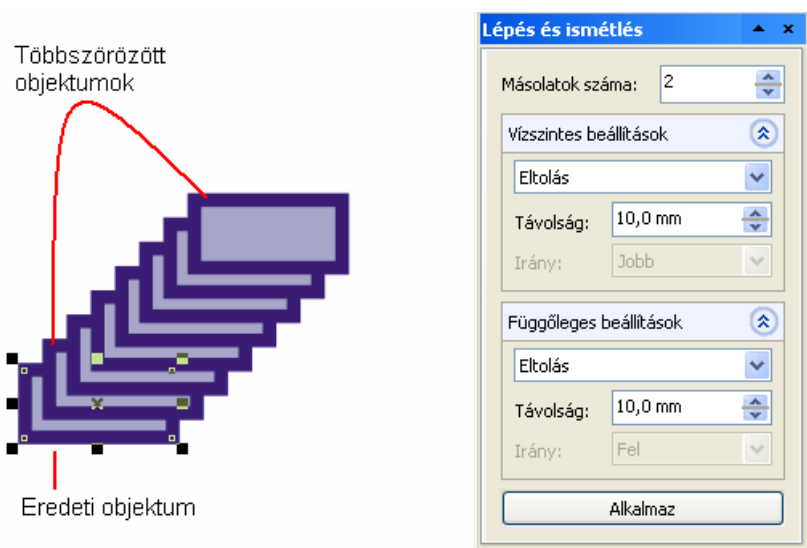 Többszörözött
objektumok
Eredeti objektum
Lépés és ismétlés
Másolatok száma: 2
Vízszintes beállítások
Eltolás
Távolság: 10,0 mm
Irány: Jobb
Függőleges beállítások
Eltolás
Távolság: 10,0 mm
Irány: Fel
Alkalmaz